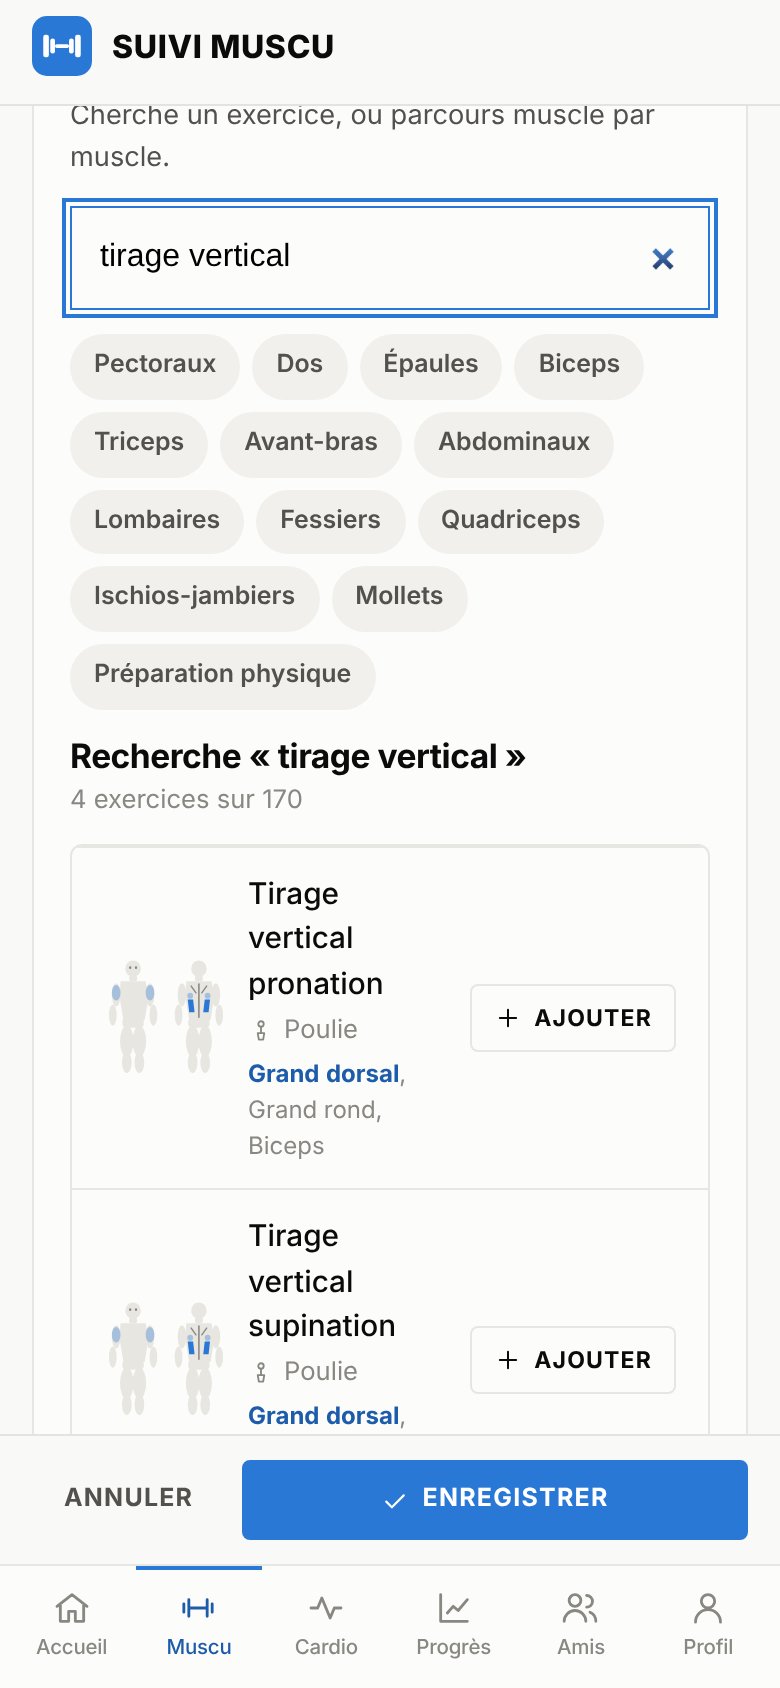 SUIVI MUSCU
Cherche un exercice, ou parcours muscle par
muscle.
tirage vertical
Pectoraux
Dos
Épaules
Biceps
Triceps
Avant-bras
Abdominaux
Lombaires
Fessiers
Quadriceps
Ischios-jambiers
Mollets
Préparation physique
Recherche « tirage vertical »
4 exercices sur 170
Tirage
vertical
pronation
Poulie
Grand dorsal,
Grand rond,
Biceps
AJOUTER
Tirage
vertical
supination
Poulie
Grand dorsal,
AJOUTER
ANNULER
ENREGISTRER
Accueil
Muscu
Cardio
Progrès
Amis
Profil